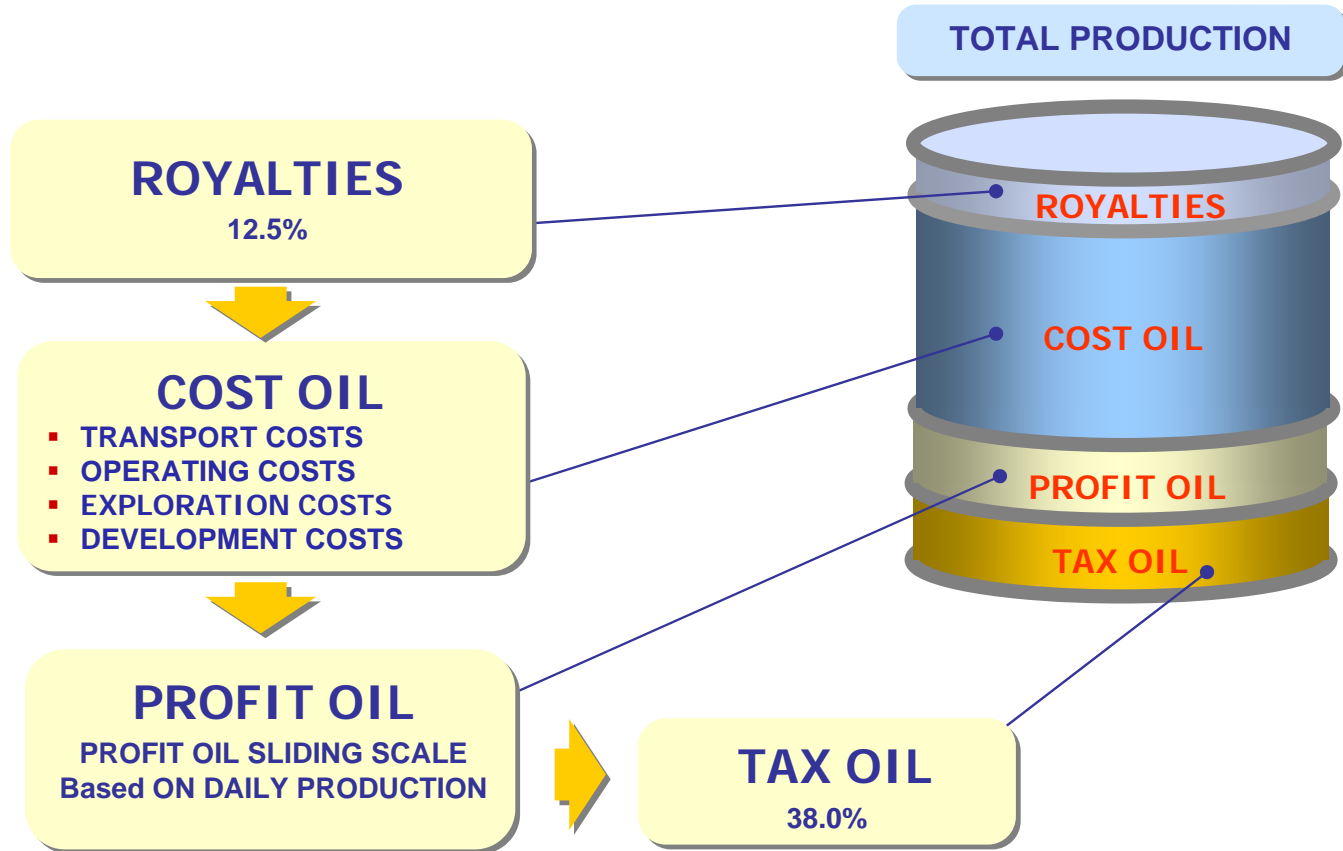 TOTAL PRODUCTION
ROYALTIES
12.5%
COST OIL
▪ TRANSPORT COSTS
▪ OPERATING COSTS
▪ EXPLORATION COSTS
▪ DEVELOPMENT COSTS
PROFIT OIL
PROFIT OIL SLIDING SCALE
Based ON DAILY PRODUCTION
TAX OIL
38.0%
ROYALTIES
COST OIL
PROFIT OIL
TAX OIL